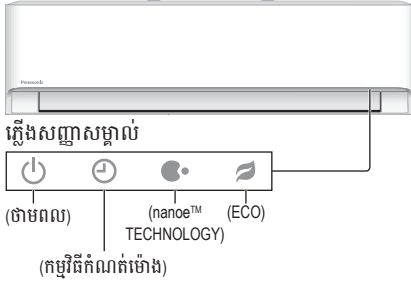 Panasonic
ភ្លើងសញ្ញាសម្គាល់
(ថាមពល)
(nanoe™ TECHNOLOGY)
(ECO)
(កម្មវិធីកំណត់ម៉ោង)